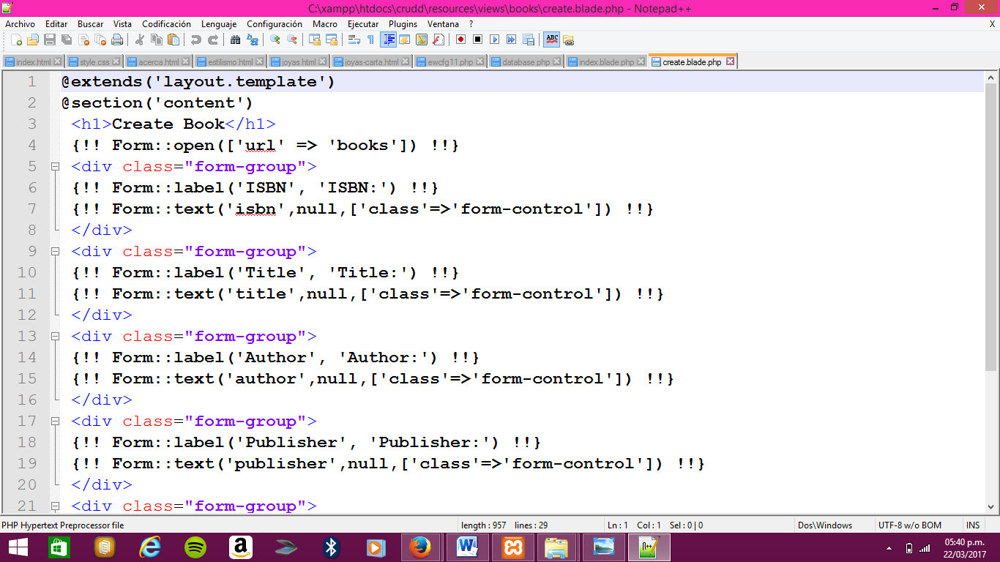 C:\xampp\htdocs\crudd\resources\views\books\create.blade.php - Notepad++
Archivo Editar Buscar Vista Codificación Lenguaje Configuración Macro Ejecutar Plugins Ventana ? X
index.html style.css acerca.html estilismo.html joyas.html joyas-carta.html ewcfg11.php database.php index.blade.php create.blade.php
1 @extends('layout.template')
2 @section('content')
3 <h1>Create Book</h1>
4 {!! Form::open(['url' => 'books']) !!}
5 <div class="form-group">
6 {!! Form::label('ISBN', 'ISBN:') !!}
7 {!! Form::text('isbn',null,['class'=>'form-control']) !!}
8 </div>
9 <div class="form-group">
10 {!! Form::label('Title', 'Title:') !!}
11 {!! Form::text('title',null,['class'=>'form-control']) !!}
12 </div>
13 <div class="form-group">
14 {!! Form::label('Author', 'Author:') !!}
15 {!! Form::text('author',null,['class'=>'form-control']) !!}
16 </div>
17 <div class="form-group">
18 {!! Form::label('Publisher', 'Publisher:') !!}
19 {!! Form::text('publisher',null,['class'=>'form-control']) !!}
20 </div>
21 <div class="form-group">
PHP Hypertext Preprocessor file length : 957 lines : 29 Ln : 1 Col : 1 Sel : 0 | 0 Dos\Windows UTF-8 w/o BOM INS
05:40 p.m.
22/03/2017